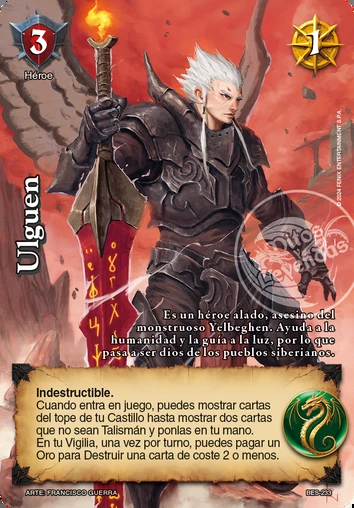 3
Héroe
1
Ulguen
© 2024 FENIX ENTERTAINMENT S.P.A.
Mitos y Leyendas
Es un héroe alado, asesino del
monstruoso Yelbeghen. Ayuda a la
humanidad y la guía a la luz, por lo que
pasa a ser dios de los pueblos siberianos.
Indestructible.
Cuando entra en juego, puedes mostrar cartas
del tope de tu Castillo hasta mostrar dos cartas
que no sean Talismán y ponlas en tu mano.
En tu Vigilia, una vez por turno, puedes pagar un
Oro para Destruir una carta de coste 2 o menos.
ARTE: FRANCISCO GUERRA
BES-233